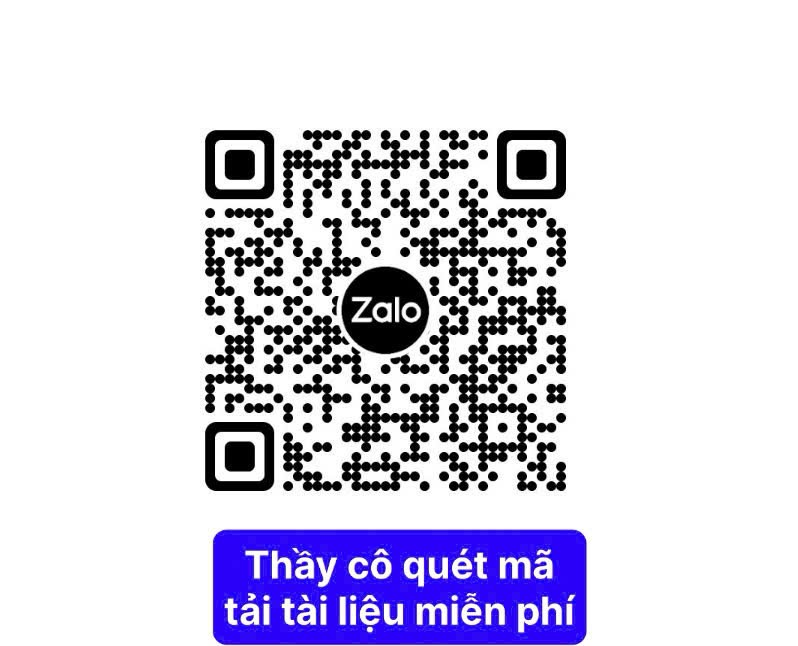 Zalo
Thầy cô quét mã
tải tài liệu miễn phí